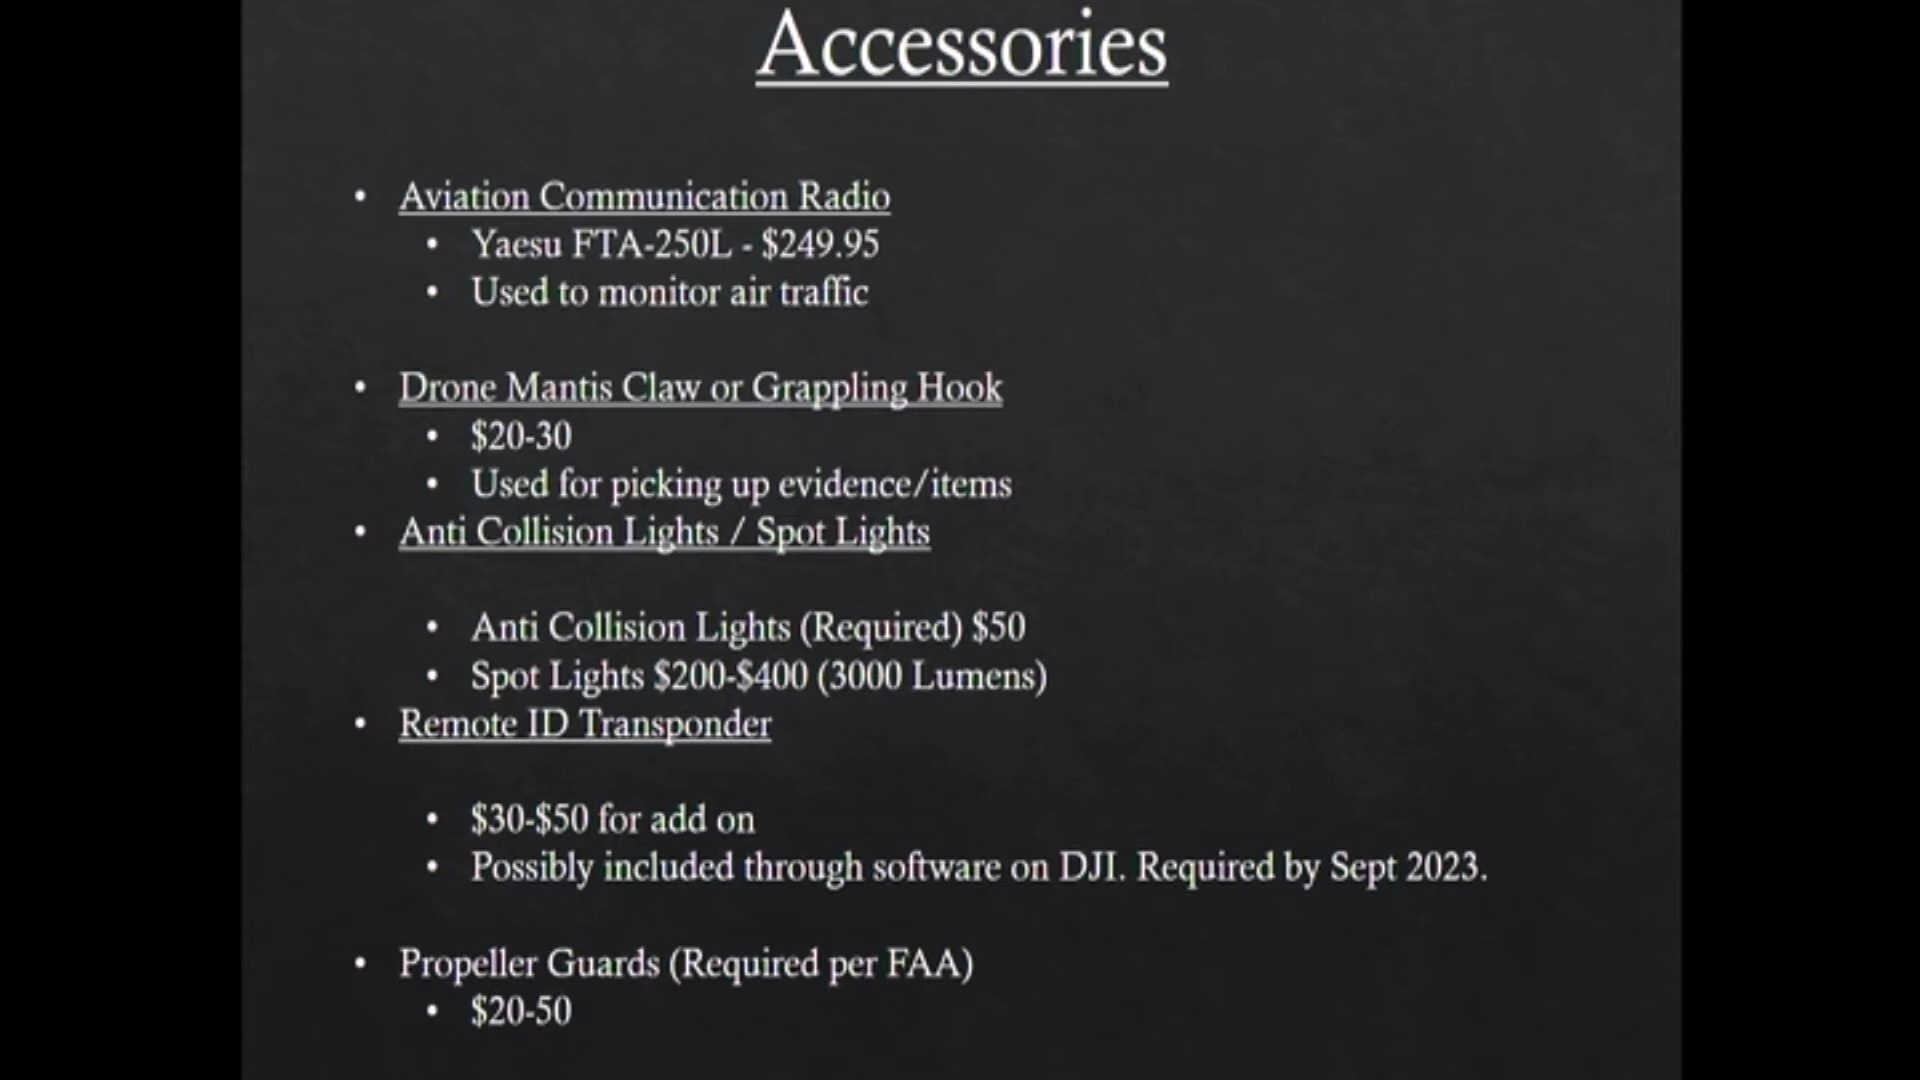 Accessories
• Aviation Communication Radio
• Yaesu FTA-250L - $249.95
• Used to monitor air traffic
• Drone Mantis Claw or Grappling Hook
• $20-30
• Used for picking up evidence/items
• Anti Collision Lights / Spot Lights
• Anti Collision Lights (Required) $50
• Spot Lights $200-$400 (3000 Lumens)
• Remote ID Transponder
• $30-$50 for add on
• Possibly included through software on DJI. Required by Sept 2023.
• Propeller Guards (Required per FAA)
• $20-50